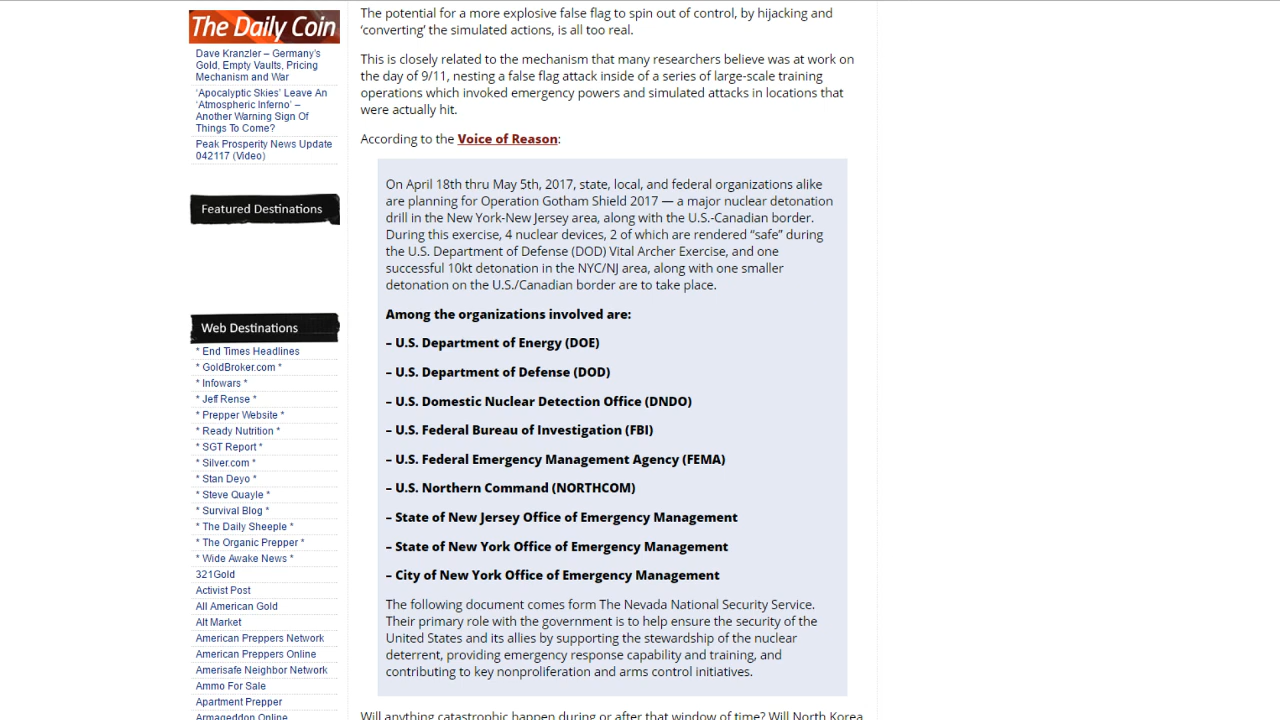 The Daily Coin
Dave Kranzler – Germany's
Gold, Empty Vaults, Pricing
Mechanism and War
'Apocalyptic Skies' Leave An
'Atmospheric Inferno' –
Another Warning Sign Of
Things To Come?
Peak Prosperity News Update
042117 (Video)
Featured Destinations
Web Destinations
* End Times Headlines
* GoldBroker.com *
* Infowars *
* Jeff Rense *
* Prepper Website *
* Ready Nutrition *
* SGT Report *
* Silver.com *
* Stan Deyo *
* Steve Quayle *
* Survival Blog *
* The Daily Sheeple *
* The Organic Prepper *
* Wide Awake News *
321Gold
Activist Post
All American Gold
Alt Market
American Preppers Network
American Preppers Online
Amerisafe Neighbor Network
Ammo For Sale
Apartment Prepper
Armageddon Online
The potential for a more explosive false flag to spin out of control, by hijacking and
‘converting’ the simulated actions, is all too real.
This is closely related to the mechanism that many researchers believe was at work on
the day of 9/11, nesting a false flag attack inside of a series of large-scale training
operations which invoked emergency powers and simulated attacks in locations that
were actually hit.
According to the Voice of Reason:
On April 18th thru May 5th, 2017, state, local, and federal organizations alike
are planning for Operation Gotham Shield 2017 — a major nuclear detonation
drill in the New York-New Jersey area, along with the U.S.-Canadian border.
During this exercise, 4 nuclear devices, 2 of which are rendered “safe” during
the U.S. Department of Defense (DOD) Vital Archer Exercise, and one
successful 10kt detonation in the NYC/NJ area, along with one smaller
detonation on the U.S./Canadian border are to take place.
Among the organizations involved are:
– U.S. Department of Energy (DOE)
– U.S. Department of Defense (DOD)
– U.S. Domestic Nuclear Detection Office (DNDO)
– U.S. Federal Bureau of Investigation (FBI)
– U.S. Federal Emergency Management Agency (FEMA)
– U.S. Northern Command (NORTHCOM)
– State of New Jersey Office of Emergency Management
– State of New York Office of Emergency Management
– City of New York Office of Emergency Management
The following document comes form The Nevada National Security Service.
Their primary role with the government is to help ensure the security of the
United States and its allies by supporting the stewardship of the nuclear
deterrent, providing emergency response capability and training, and
contributing to key nonproliferation and arms control initiatives.
Will anything catastrophic happen during or after that window of time? Will North Korea